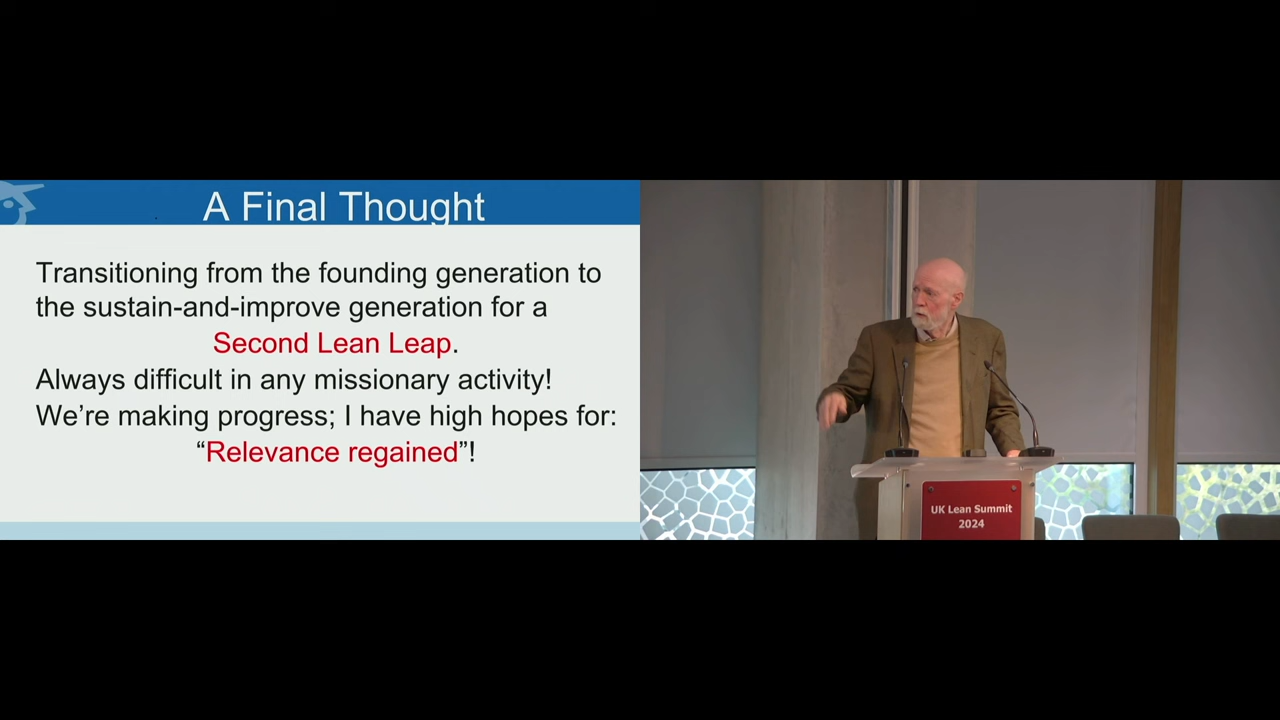 A Final Thought
Transitioning from the founding generation to
the sustain-and-improve generation for a
Second Lean Leap.
Always difficult in any missionary activity!
We’re making progress; I have high hopes for:
“Relevance regained”!
UK Lean Summit
2024